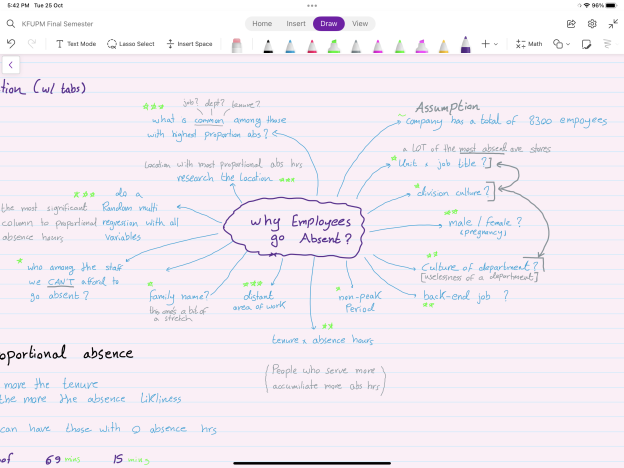 5:42 PM Tue 25 Oct
96%
KFUPM Final Semester
Home Insert Draw View
Text Mode Lasso Select Insert Space Math
tion (w/ tabs)
job? dept? tenure?
what is common among those
with highest proportion abs?
Assumption
company has a total of 8300 empoyees
a LOT of the most absent are stores
Location with most proportional abs hrs
research the location
Unit x job title?]
division culture?]
do a
the most significant Random multi
column to proportional regression with all
absence hours variables
why Employees
go Absent?
male / female ?
(pregnancy)
who among the staff
we CAN'T afford to
go absent ?
Culture of department?
[uselessness of a department]
Family name?
this one's a bit of
a stretch
distant
area of work
non-peak
Period
back-end job ?
tenure x absence hours
(People who serve more
accumiliate more abs hrs)
oportional absence
more the tenure
the more the absence likliness
can have those with 0 absence hrs
of 69 mins 15 mins